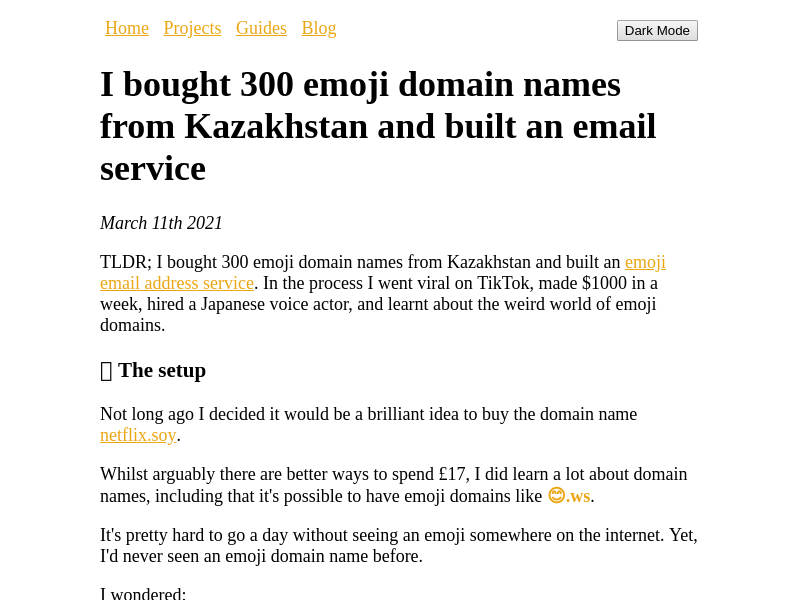 Home Projects Guides Blog Dark Mode
I bought 300 emoji domain names
from Kazakhstan and built an email
service
March 11th 2021
TLDR; I bought 300 emoji domain names from Kazakhstan and built an emoji
email address service. In the process I went viral on TikTok, made $1000 in a
week, hired a Japanese voice actor, and learnt about the weird world of emoji
domains.
The setup
Not long ago I decided it would be a brilliant idea to buy the domain name
netflix.soy.
Whilst arguably there are better ways to spend £17, I did learn a lot about domain
names, including that it's possible to have emoji domains like 😊.ws.
It's pretty hard to go a day without seeing an emoji somewhere on the internet. Yet,
I'd never seen an emoji domain name before.
I wondered: